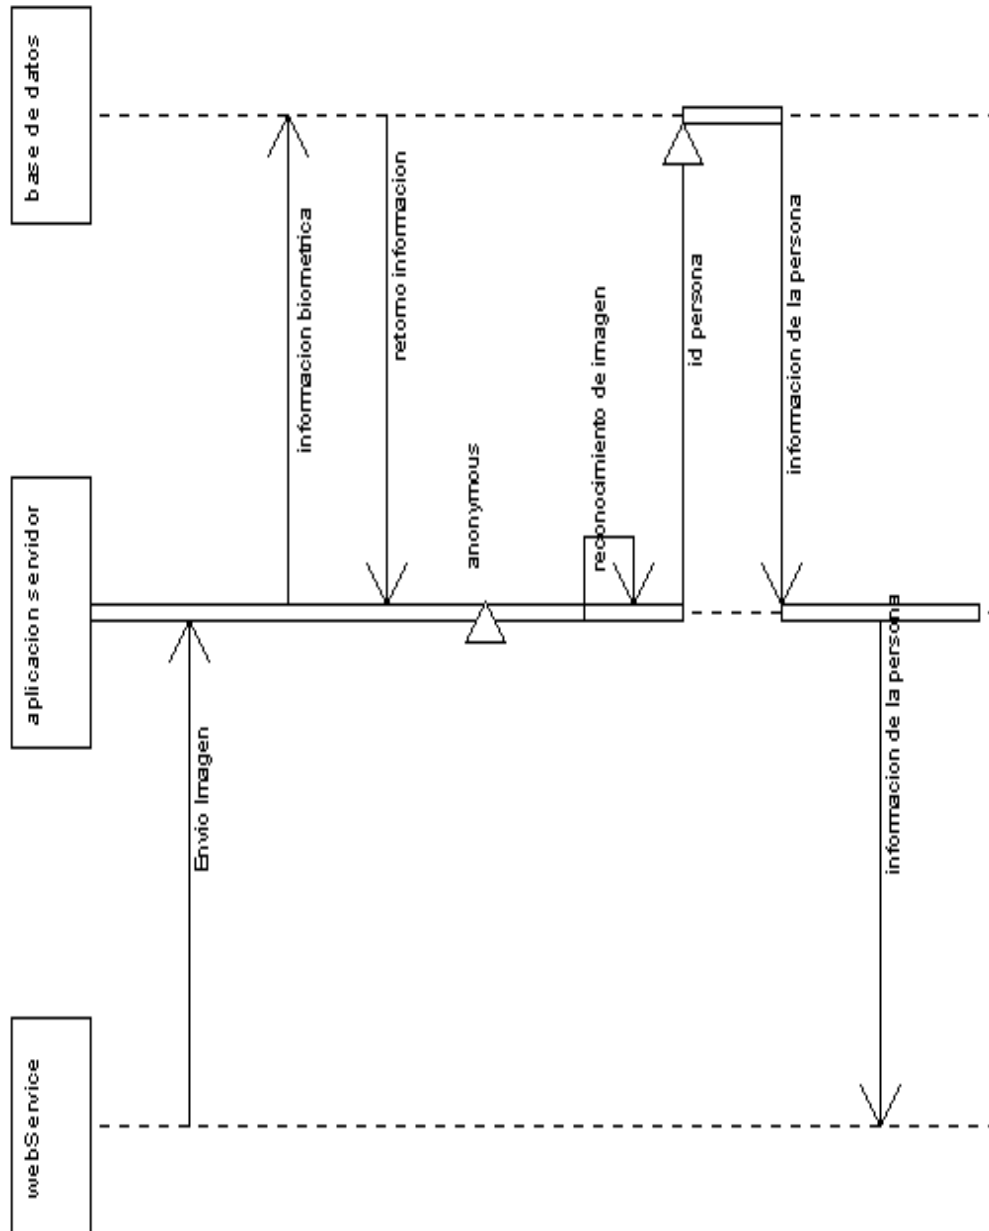 webService
aplicacion servidor
base de datos
Envio Imagen
informacion biometrica
retorno informacion
anonymous
reconocimiento de imagen
id persona
informacion de la persona
informacion de la persona